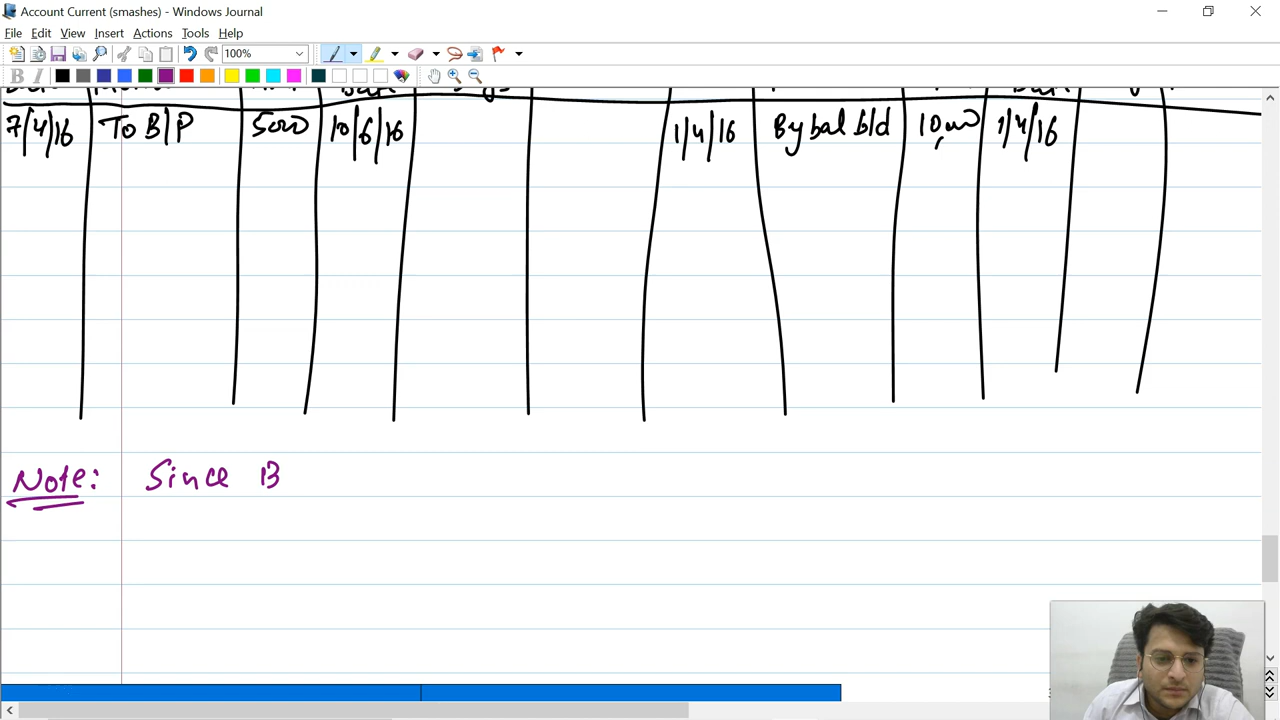 Account Current (smashes) - Windows Journal
File Edit View Insert Actions Tools Help
100%
B I
7/4/16 To B/P 5000 10/6/16 1/4/16 By bal b/d 10,000 1/4/16
Note: Since B